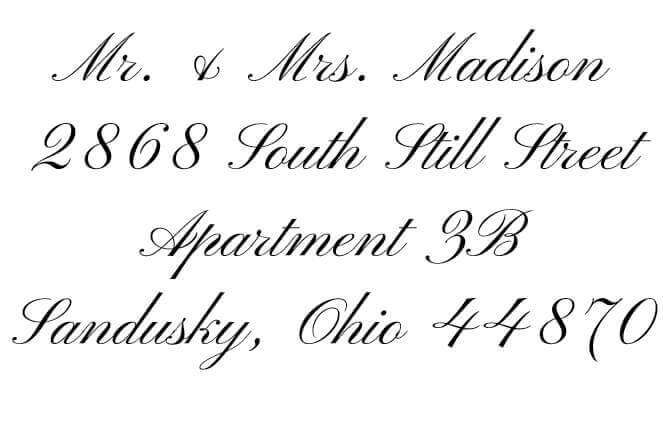 Mr. & Mrs. Madison
2868 South Still Street
Apartment 3B
Sandusky, Ohio 44870